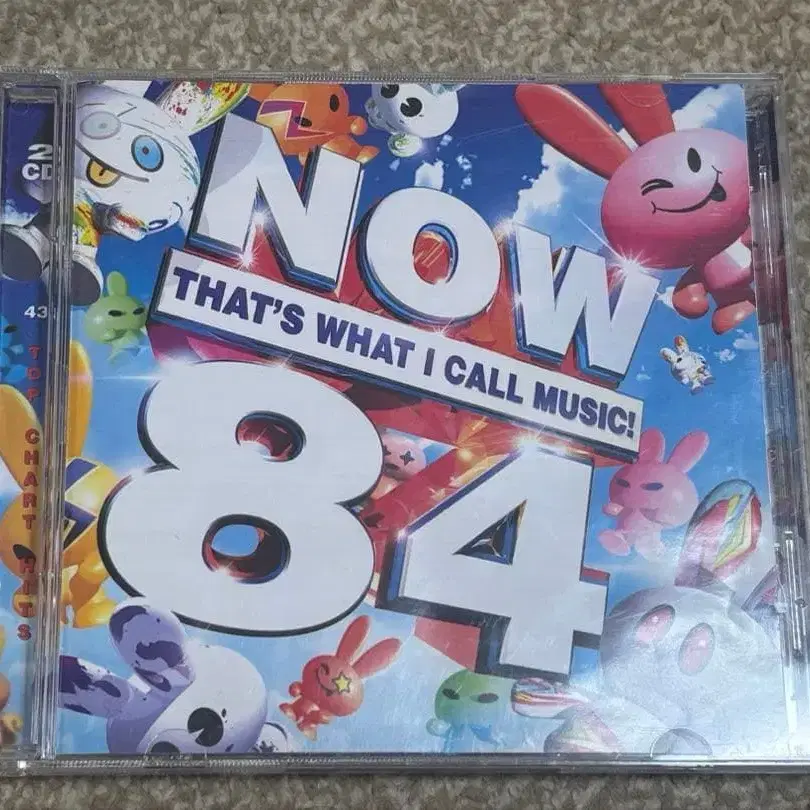 2
CD
43
TOP CHART HITS
NOW
THAT'S WHAT I CALL MUSIC!
84